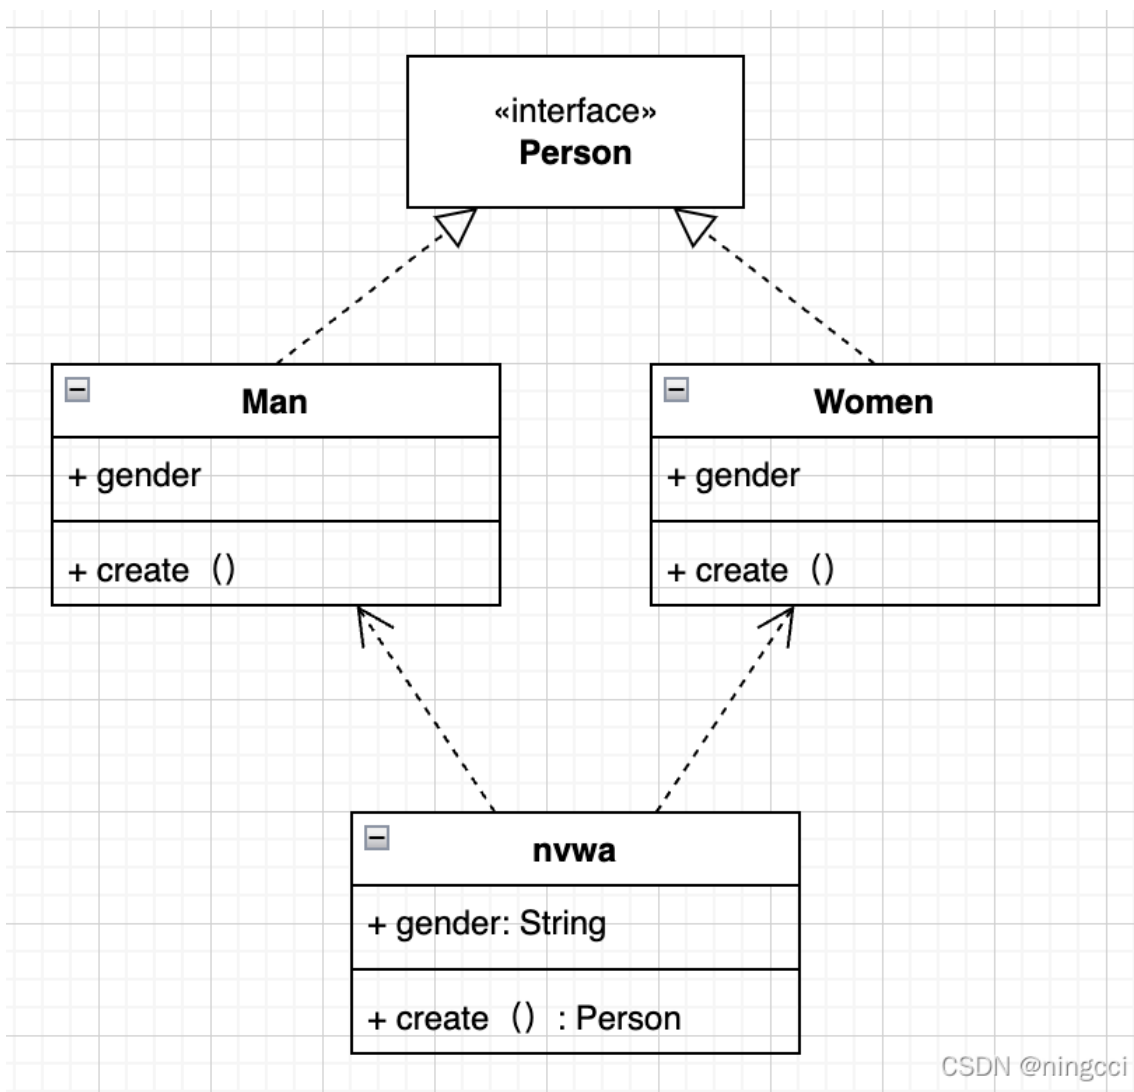 «interface»
Person
Man
+ gender
+ create ()
Women
+ gender
+ create ()
nvwa
+ gender: String
+ create () : Person
CSDN @ningcci